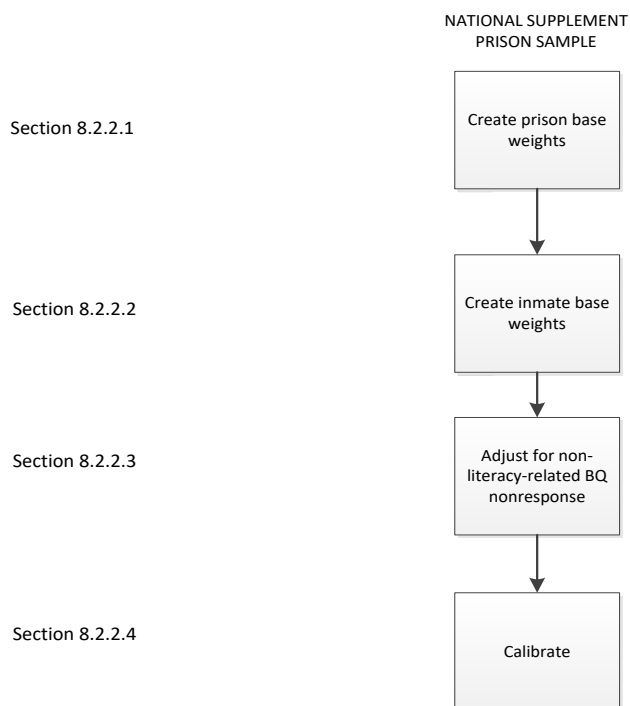 NATIONAL SUPPLEMENT
PRISON SAMPLE
Section 8.2.2.1
Create prison base
weights
Section 8.2.2.2
Create inmate base
weights
Section 8.2.2.3
Adjust for non-
literacy-related BQ
nonresponse
Section 8.2.2.4
Calibrate